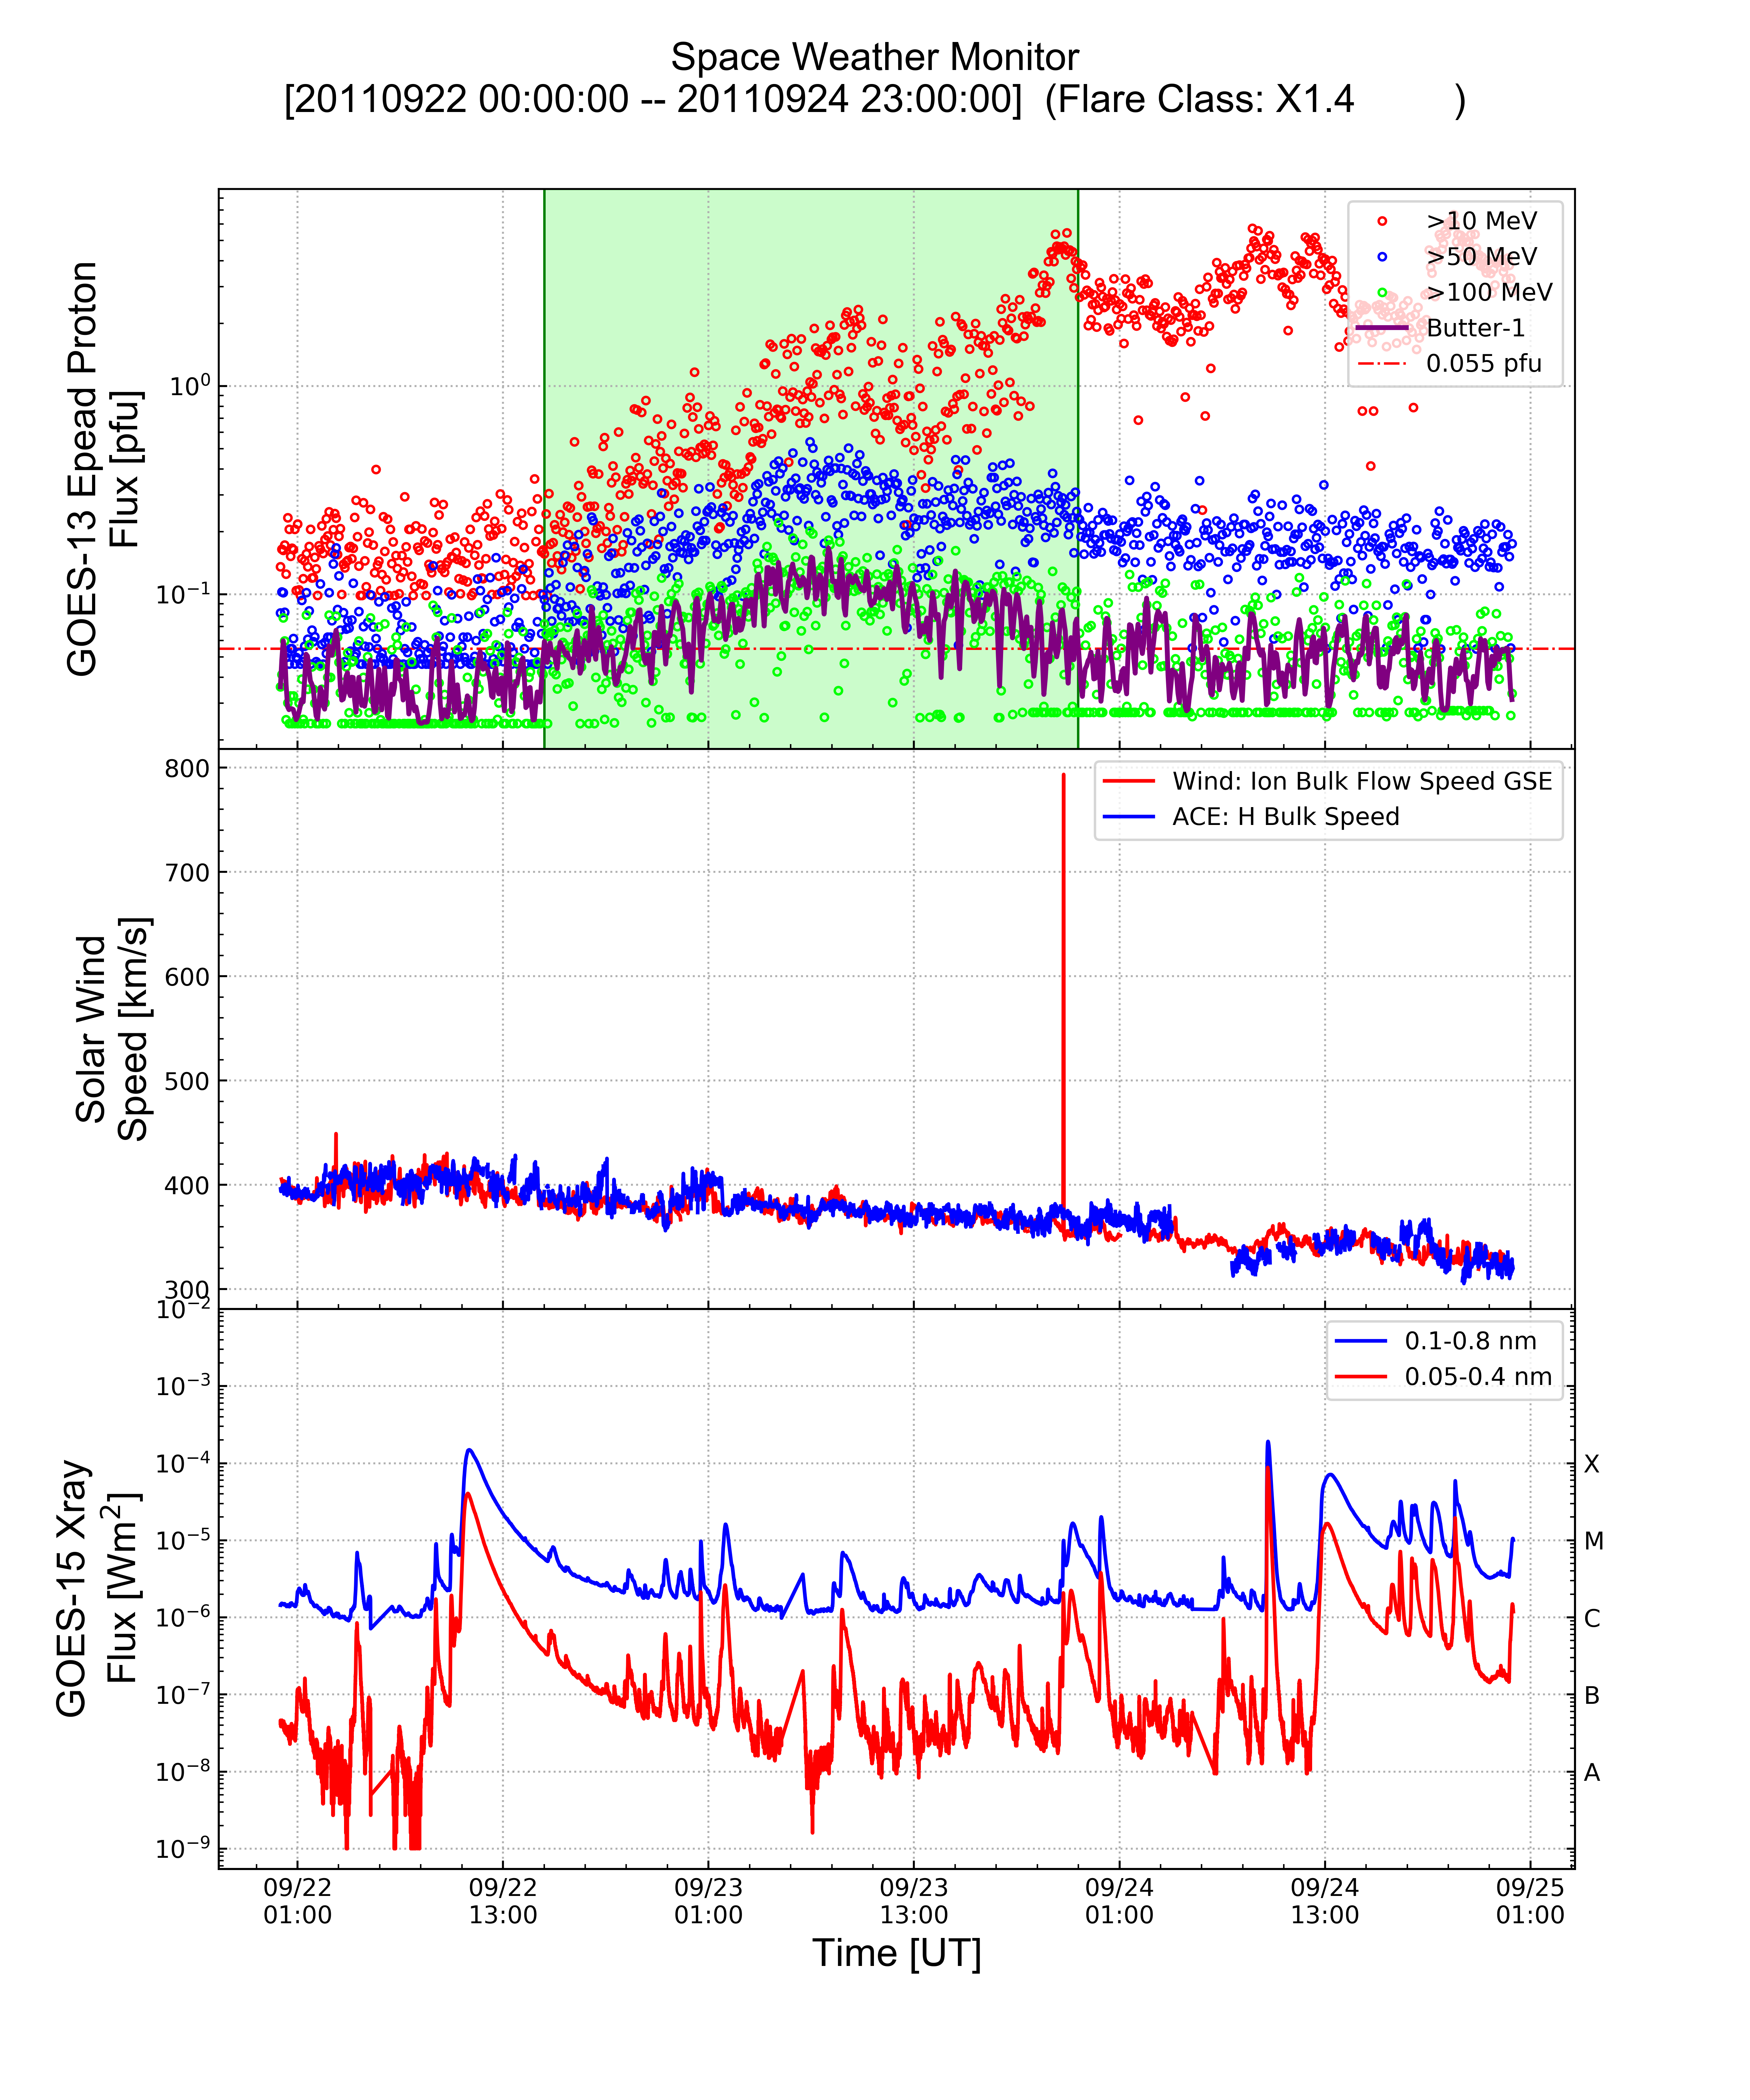 Space Weather Monitor
[20110922 00:00:00 -- 20110924 23:00:00] (Flare Class: X1.4 )
GOES-13 Epead Proton
Flux [pfu]
10⁰
10⁻¹
>10 MeV
>50 MeV
>100 MeV
Butter-1
0.055 pfu
Solar Wind
Speed [km/s]
800
700
600
500
400
300
Wind: Ion Bulk Flow Speed GSE
ACE: H Bulk Speed
GOES-15 Xray
Flux [Wm²]
10⁻²
10⁻³
10⁻⁴
10⁻⁵
10⁻⁶
10⁻⁷
10⁻⁸
10⁻⁹
0.1-0.8 nm
0.05-0.4 nm
X
M
C
B
A
09/22
01:00
09/22
13:00
09/23
01:00
09/23
13:00
09/24
01:00
09/24
13:00
09/25
01:00
Time [UT]